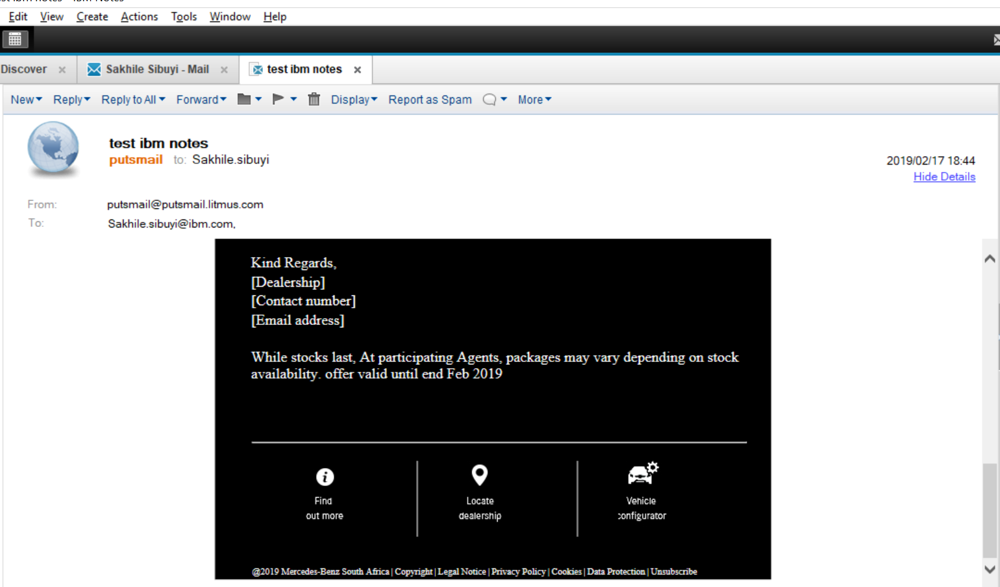 Edit View Create Actions Tools Window Help
Discover × Sakhile Sibuyi - Mail × test ibm notes ×
New Reply Reply to All Forward Display Report as Spam More
test ibm notes
putsmail to: Sakhile.sibuyi
2019/02/17 18:44
Hide Details
From: putsmail@putsmail.litmus.com
To: Sakhile.sibuyi@ibm.com,
Kind Regards,
[Dealership]
[Contact number]
[Email address]
While stocks last, At participating Agents, packages may vary depending on stock
availability. offer valid until end Feb 2019
Find
out more
Locate
dealership
Vehicle
configurator
@2019 Mercedes-Benz South Africa | Copyright | Legal Notice | Privacy Policy | Cookies | Data Protection | Unsubscribe